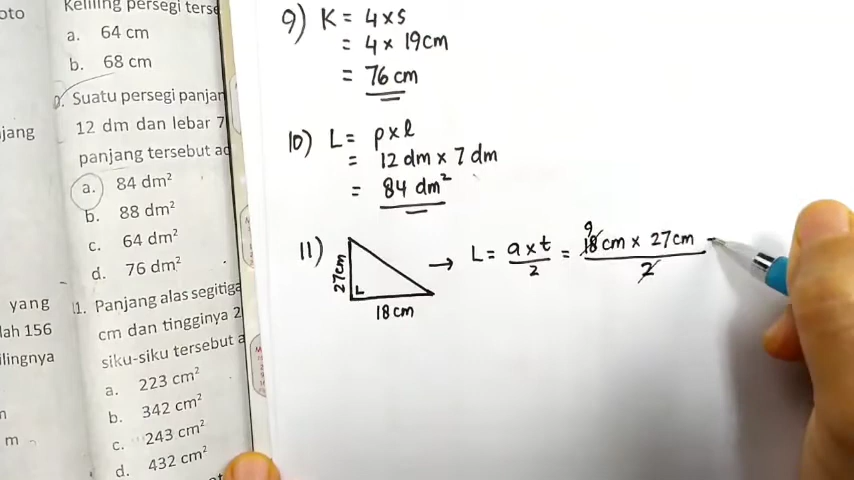 oto
jang
yang
lah 156
ilingnya
m
Keliling persegi
a. 64 cm
b. 68 cm
Suatu persegi panjan
12 dm dan lebar 7
panjang tersebut ad
a. 84 dm²
b. 88 dm²
c. 64 dm²
d. 76 dm²
11. Panjang alas segitiga
cm dan tingginya 2
siku-siku tersebut a
a. 223 cm²
b. 342 cm²
c. 243 cm²
d. 432 cm²
9) K = 4 x s
= 4 x 19cm
= 76 cm
10) L = p x l
= 12 dm x 7 dm
= 84 dm²
11) 27cm 18 cm → L = a x t / 2 = 9 18 cm x 27 cm / 2